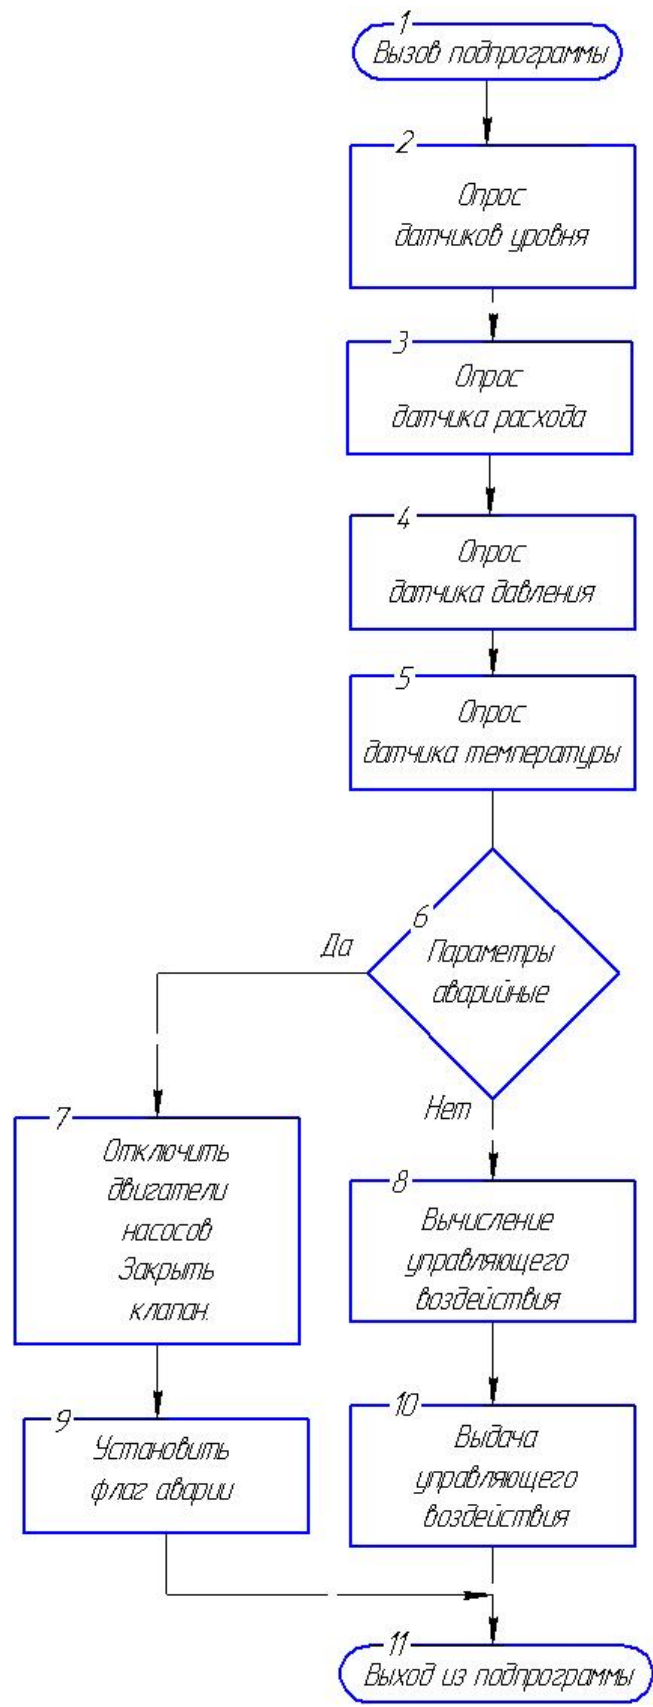 1
Вызов подпрограммы
2
Опрос
датчиков уровня
3
Опрос
датчика расхода
4
Опрос
датчика давления
5
Опрос
датчика температуры
6
Параметры
аварийные
Да
Нет
7
Отключить
двигатели
насосов
Закрыть
клапан.
8
Вычисление
управляющего
воздействия
9
Установить
флаг аварии
10
Выдача
управляющего
воздействия
11
Выход из подпрограммы